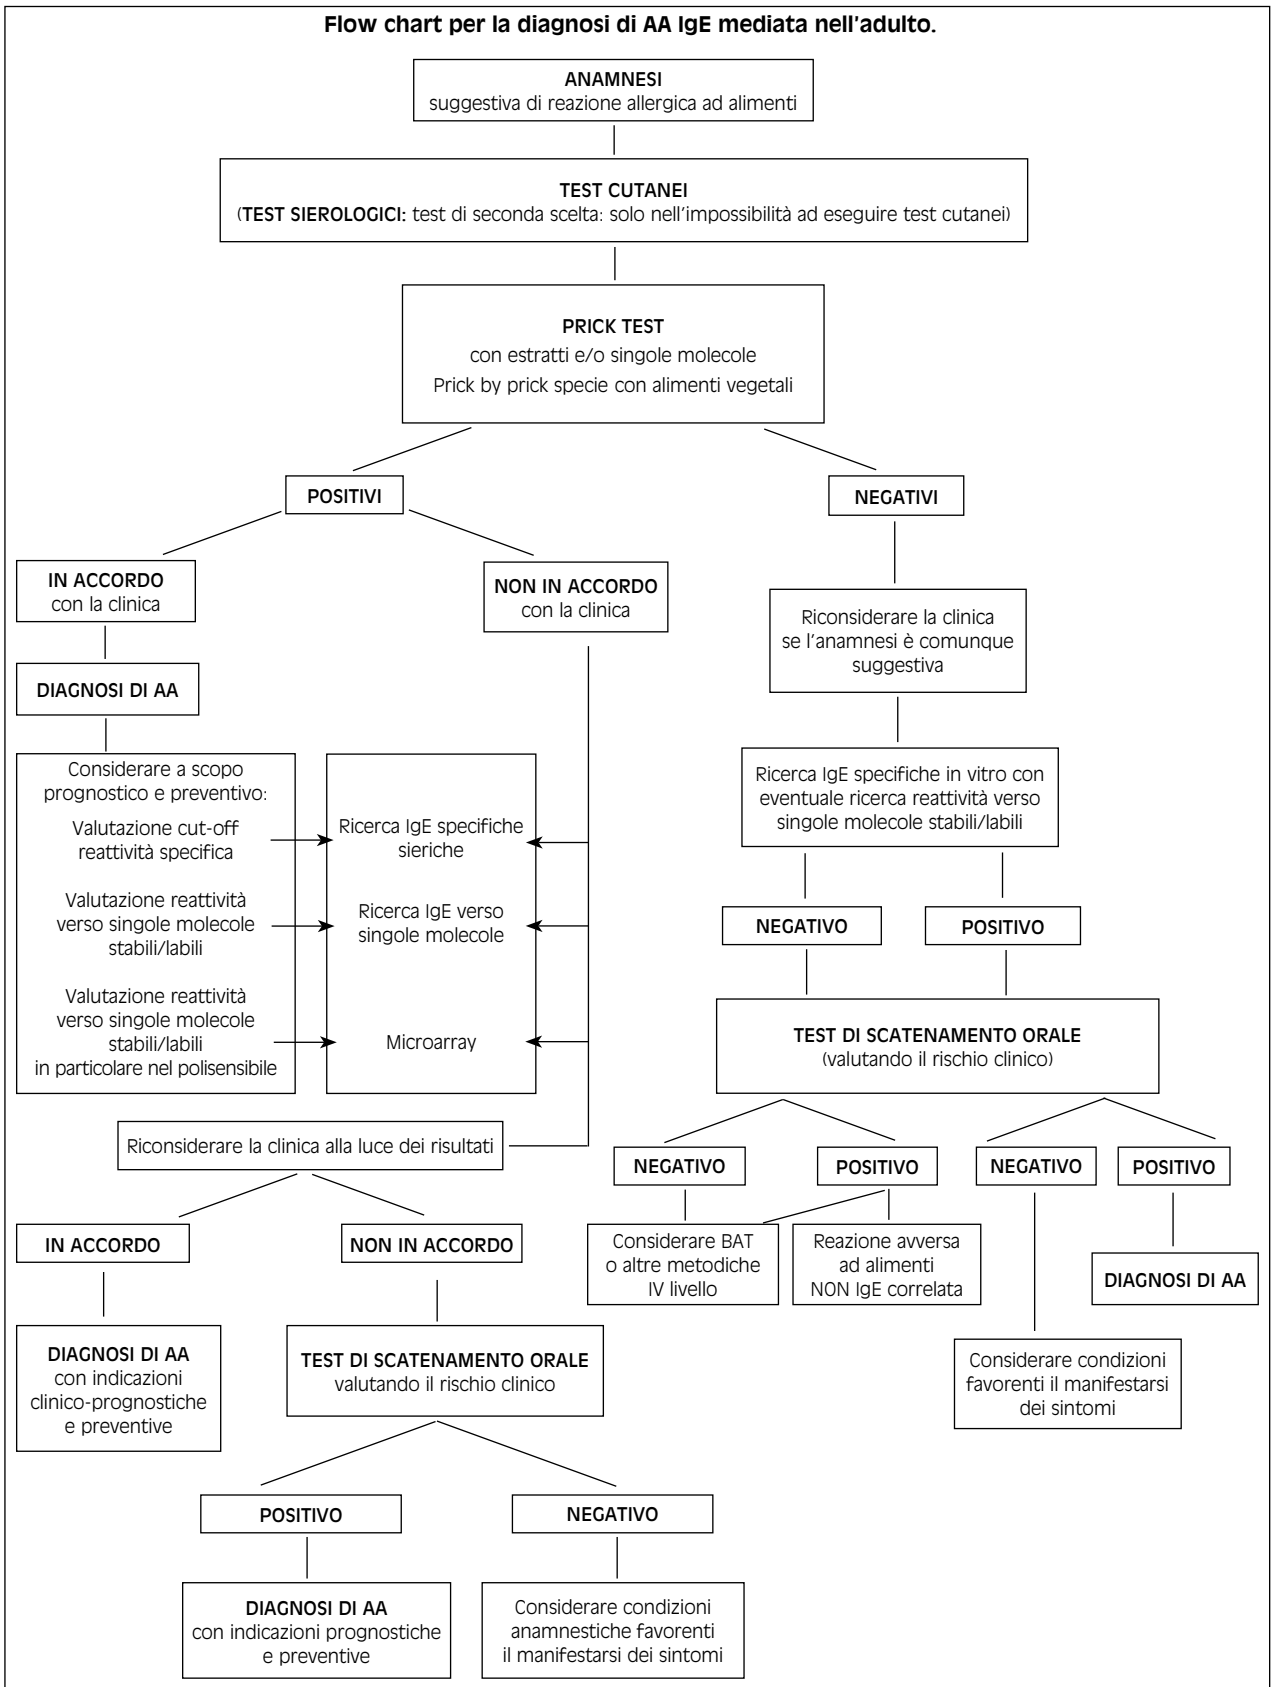 Flow chart per la diagnosi di AA IgE mediata nell'adulto.
ANAMNESI
suggestiva di reazione allergica ad alimenti
TEST CUTANEI
(TEST SIEROLOGICI: test di seconda scelta: solo nell'impossibilità ad eseguire test cutanei)
PRICK TEST
con estratti e/o singole molecole
Prick by prick specie con alimenti vegetali
POSITIVI
NEGATIVI
IN ACCORDO
con la clinica
NON IN ACCORDO
con la clinica
Riconsiderare la clinica
se l'anamnesi è comunque
suggestiva
DIAGNOSI DI AA
Considerare a scopo
prognostico e preventivo:
Valutazione cut-off
reattività specifica
Valutazione reattività
verso singole molecole
stabili/labili
Valutazione reattività
verso singole molecole
stabili/labili
in particolare nel polisensibile
Ricerca IgE specifiche
sieriche
Ricerca IgE verso
singole molecole
Microarray
Ricerca IgE specifiche in vitro con
eventuale ricerca reattività verso
singole molecole stabili/labili
NEGATIVO
POSITIVO
TEST DI SCATENAMENTO ORALE
(valutando il rischio clinico)
Riconsiderare la clinica alla luce dei risultati
NEGATIVO
POSITIVO
NEGATIVO
POSITIVO
IN ACCORDO
NON IN ACCORDO
Considerare BAT
o altre metodiche
IV livello
Reazione avversa
ad alimenti
NON IgE correlata
DIAGNOSI DI AA
DIAGNOSI DI AA
con indicazioni
clinico-prognostiche
e preventive
TEST DI SCATENAMENTO ORALE
valutando il rischio clinico
Considerare condizioni
favorenti il manifestarsi
dei sintomi
POSITIVO
NEGATIVO
DIAGNOSI DI AA
con indicazioni prognostiche
e preventive
Considerare condizioni
anamnestiche favorenti
il manifestarsi dei sintomi